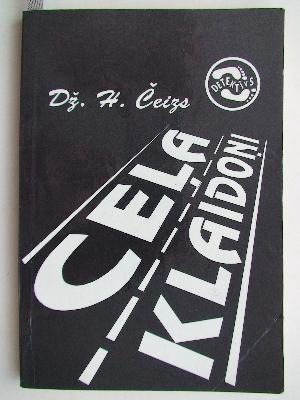 Dž. H. Čeizs
DETEKTĪVS
CEĻA
KLAIDOŅI